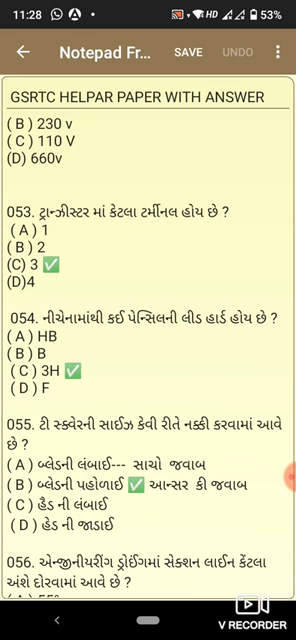 11:28
HD
53%
Notepad Fr...
SAVE
UNDO
GSRTC HELPAR PAPER WITH ANSWER
( B ) 230 v
( C ) 110 V
(D) 660v
053. ટ્રાન્ઝીસ્ટર માં કેટલા ટર્મીનલ હોય છે ?
( A ) 1
( B ) 2
(C) 3 ✅
(D)4
054. નીચેનામાંથી કઈ પેન્સિલની લીડ હાર્ડ હોય છે ?
( A ) HB
( B ) B
( C ) 3H ✅
( D ) F
055. ટી સ્ક્વેરની સાઈઝ કેવી રીતે નક્કી કરવામાં આવે
છે ?
( A ) બ્લેડની લંબાઈ--- સાચો જવાબ
( B ) બ્લેડની પહોળાઈ ✅ આન્સર કી જવાબ
( C ) હૈડ ની લંબાઈ
( D ) હેડ ની જાડાઈ
056. એન્જીનીયરીંગ ડ્રોઈંગમાં સેક્શન લાઈન કેંટલા
અંશે દોરવામાં આવે છે ?
( A ) 55°
V RECORDER